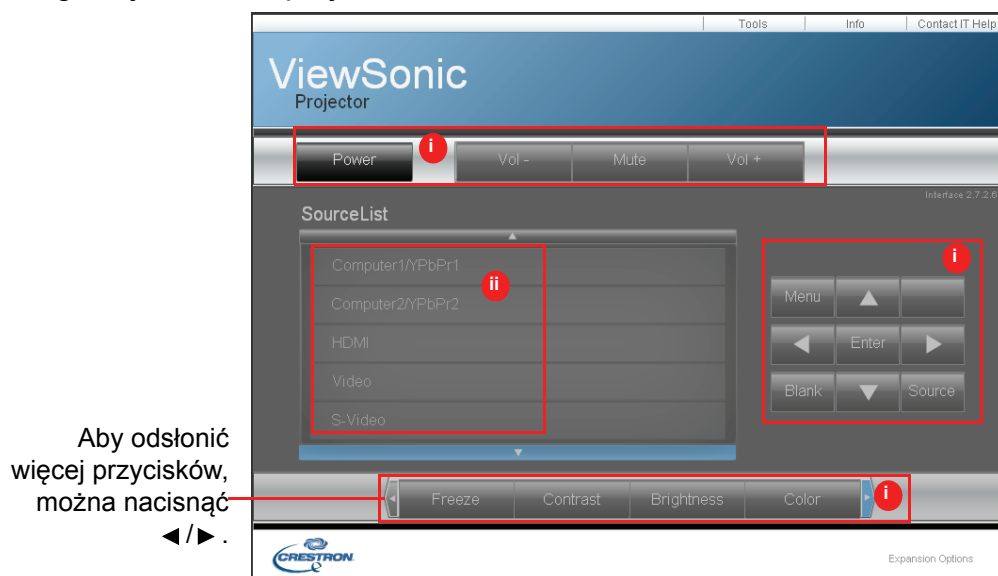 Tools Info Contact IT Help
ViewSonic
Projector
Power i Vol - Mute Vol +
Interface 2.7.2.6
SourceList
Computer1/YPbPr1
ii
Computer2/YPbPr2
HDMI
Video
S-Video
i
Menu
Enter
Blank Source
Aby odsłonić
więcej przycisków,
można nacisnąć
◄/► .
Freeze Contrast Brightness Color i
CRESTRON
Expansion Options